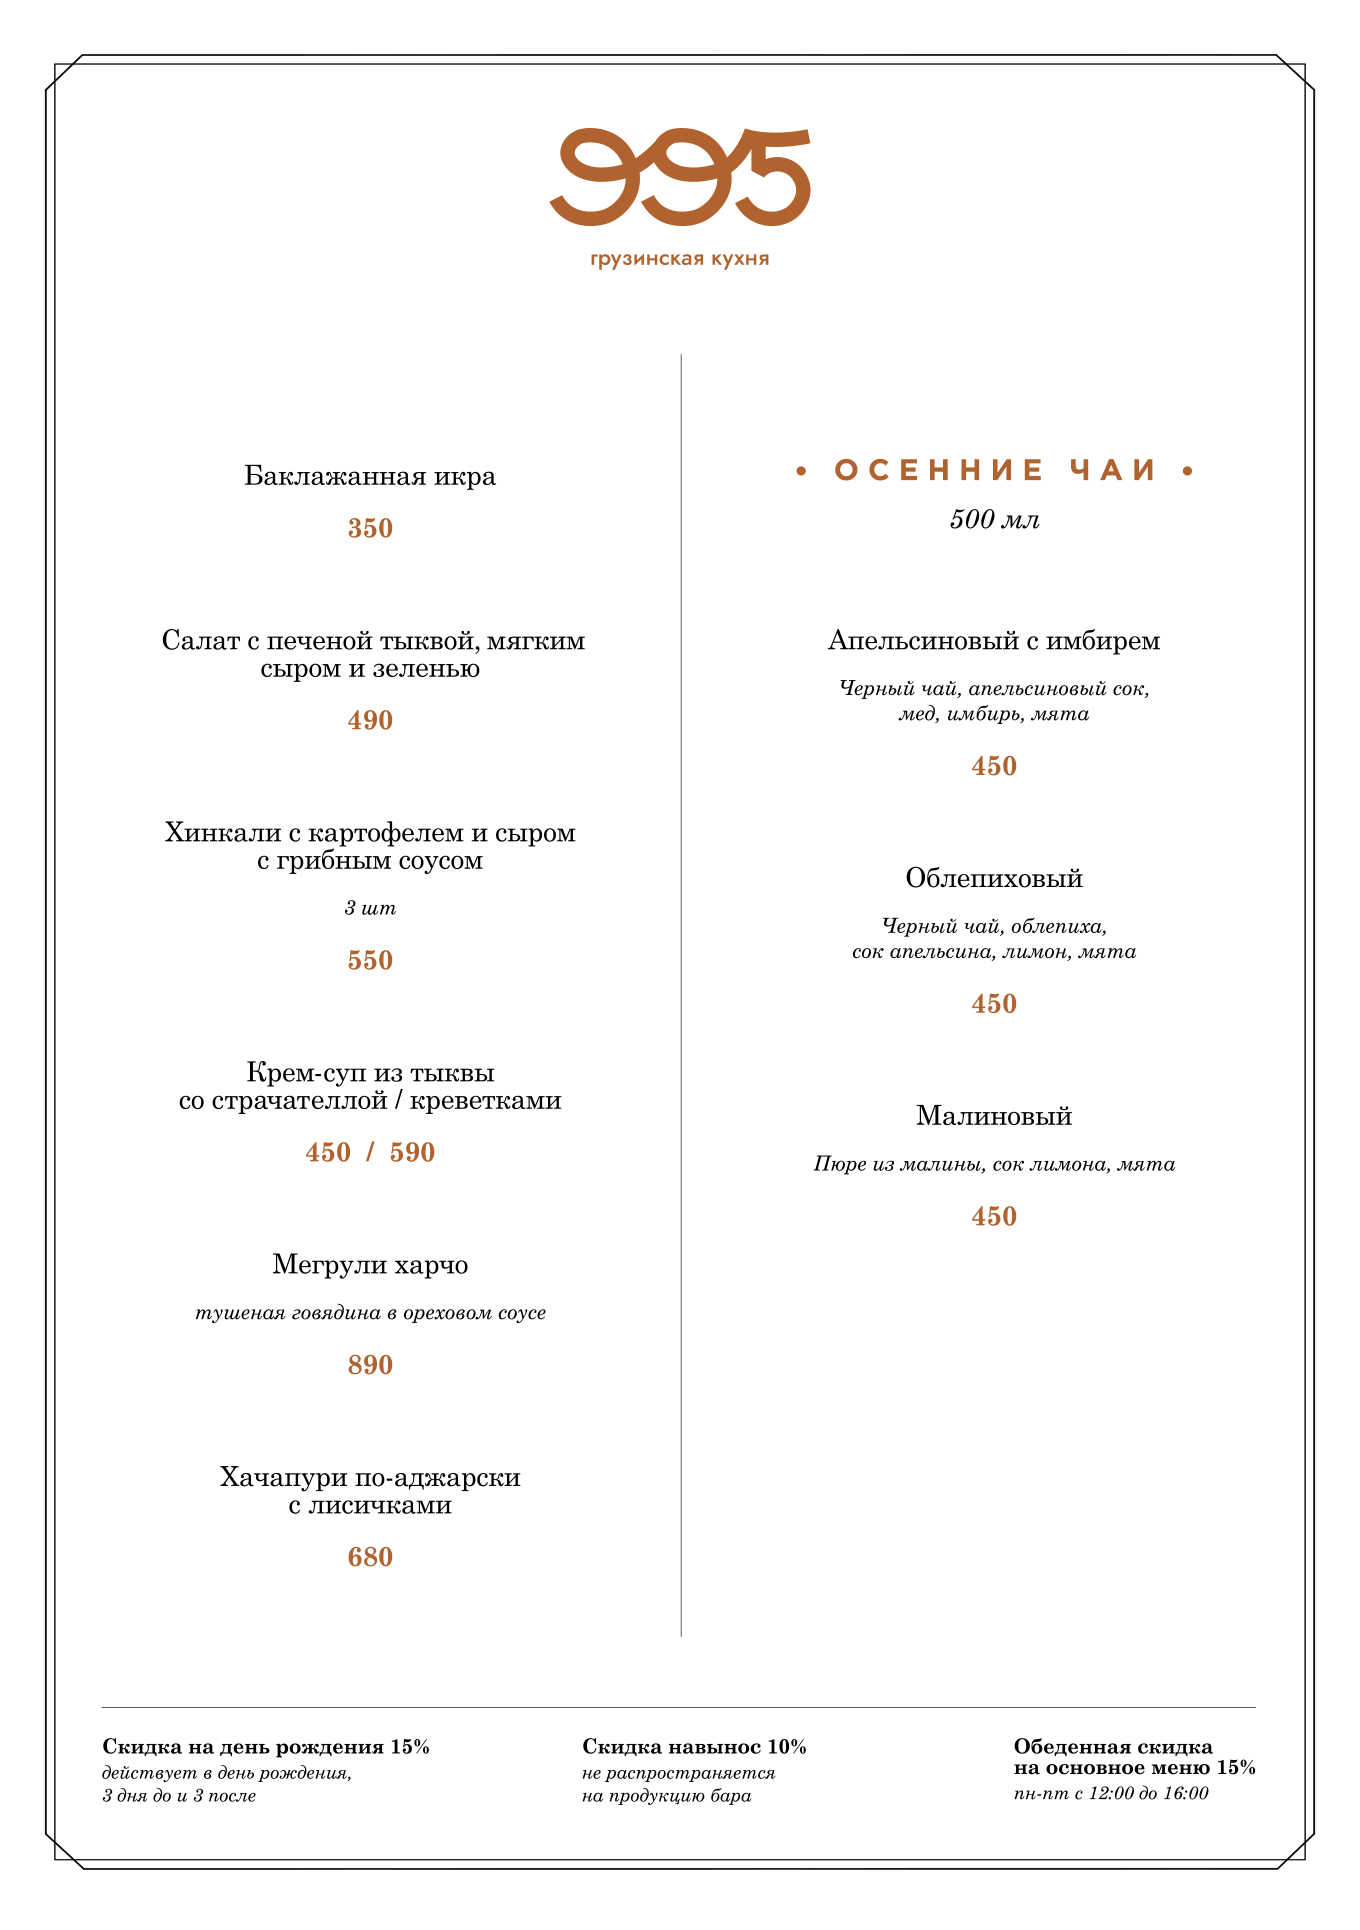 995
грузинская кухня
Баклажанная икра
350
Салат с печеной тыквой, мягким
сыром и зеленью
490
Хинкали с картофелем и сыром
с грибным соусом
3 шт
550
Крем-суп из тыквы
со страчателлой / креветками
450 / 590
Мегрули харчо
тушеная говядина в ореховом соусе
890
Хачапури по-аджарски
с лисичками
680
• ОСЕННИЕ ЧАИ •
500 мл
Апельсиновый с имбирем
Черный чай, апельсиновый сок,
мед, имбирь, мята
450
Облепиховый
Черный чай, облепиха,
сок апельсина, лимон, мята
450
Малиновый
Пюре из малины, сок лимона, мята
450
Скидка на день рождения 15%
действует в день рождения,
3 дня до и 3 после
Скидка навынос 10%
не распространяется
на продукцию бара
Обеденная скидка
на основное меню 15%
пн-пт с 12:00 до 16:00